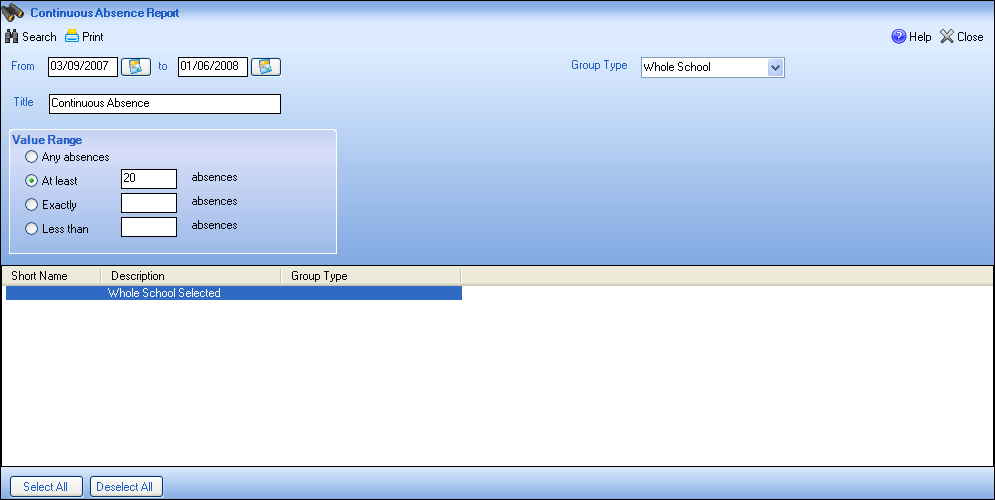 Continuous Absence Report
Search Print Help Close
From 03/09/2007 to 01/06/2008 Group Type Whole School
Title Continuous Absence
Value Range
Any absences
At least 20 absences
Exactly absences
Less than absences
Short Name Description Group Type
Whole School Selected
Select All Deselect All